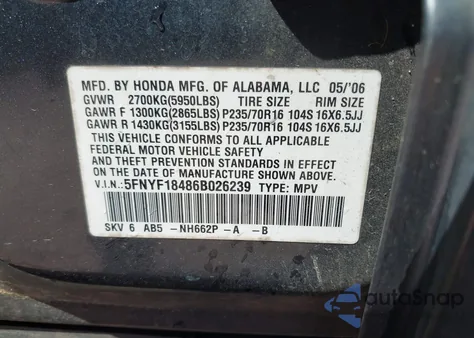 MFD. BY HONDA MFG. OF ALABAMA, LLC 05/'06
GVWR 2700KG(5950LBS) TIRE SIZE RIM SIZE
GAWR F 1300KG(2865LBS) P235/70R16 104S 16X6.5JJ
GAWR R 1430KG(3155LBS) P235/70R16 104S 16X6.5JJ
THIS VEHICLE CONFORMS TO ALL APPLICABLE
FEDERAL MOTOR VEHICLE SAFETY BUMPER
AND THEFT PREVENTION STANDARDS IN EFFECT
ON THE DATE OF MANUFACTURE SHOWN ABOVE.
V.I.N.: 5FNYF18486B026239 TYPE: MPV
SKV 6 AB5 -NH662P -A -B
autoSnap